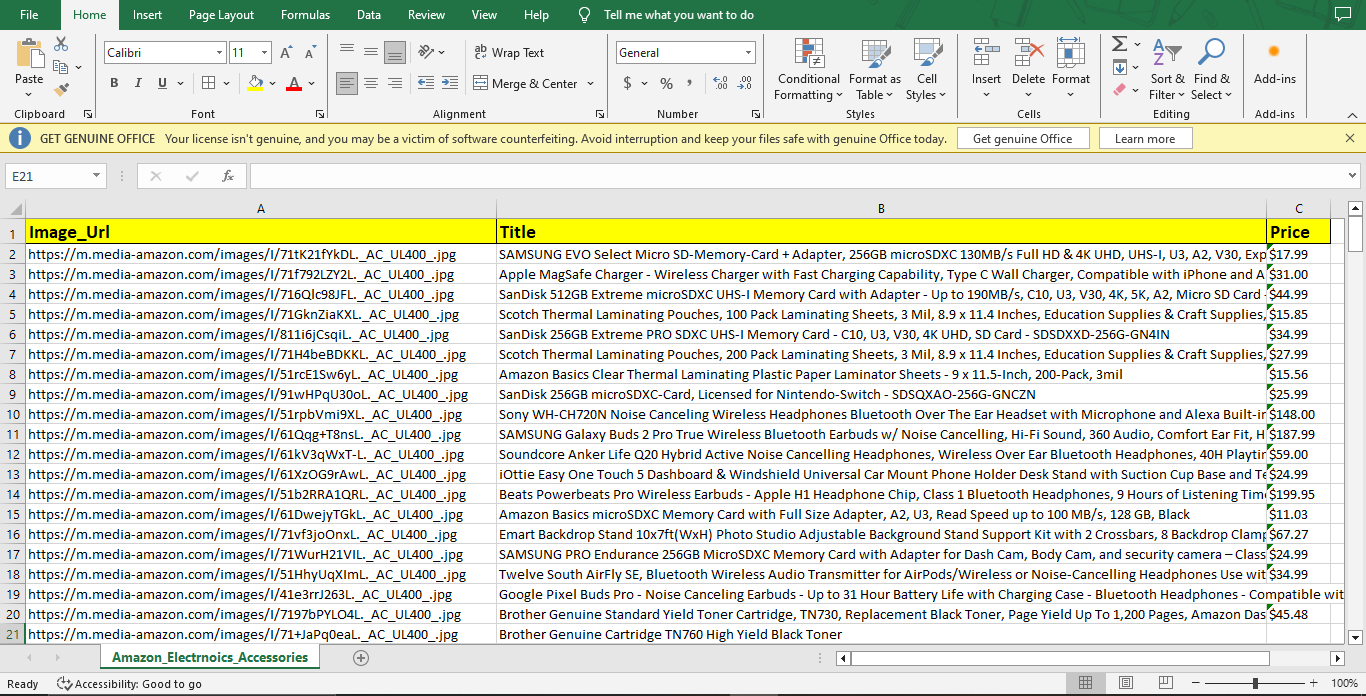 File Home Insert Page Layout Formulas Data Review View Help Tell me what you want to do
Calibri 11 Wrap Text General
Paste B I U Merge & Center $ % , Conditional Formatting Format as Table Cell Styles Insert Delete Format Sort & Filter Find & Select Add-ins
Clipboard Font Alignment Number Styles Cells Editing Add-ins
GET GENUINE OFFICE Your license isn't genuine, and you may be a victim of software counterfeiting. Avoid interruption and keep your files safe with genuine Office today. Get genuine Office Learn more
E21 fx
A B C
1 Image_Url Title Price
2 https://m.media-amazon.com/images/I/71tK21fYkDL._AC_UL400_.jpg SAMSUNG EVO Select Micro SD-Memory-Card + Adapter, 256GB microSDXC 130MB/s Full HD & 4K UHD, UHS-I, U3, A2, V30, Exp $17.99
3 https://m.media-amazon.com/images/I/71f792LZY2L._AC_UL400_.jpg Apple MagSafe Charger - Wireless Charger with Fast Charging Capability, Type C Wall Charger, Compatible with iPhone and A $31.00
4 https://m.media-amazon.com/images/I/716Qlc98JFL._AC_UL400_.jpg SanDisk 512GB Extreme microSDXC UHS-I Memory Card with Adapter - Up to 190MB/s, C10, U3, V30, 4K, 5K, A2, Micro SD Card - $44.99
5 https://m.media-amazon.com/images/I/71GknZiaKXL._AC_UL400_.jpg Scotch Thermal Laminating Pouches, 100 Pack Laminating Sheets, 3 Mil, 8.9 x 11.4 Inches, Education Supplies & Craft Supplies, $15.85
6 https://m.media-amazon.com/images/I/811i6jCsqiL._AC_UL400_.jpg SanDisk 256GB Extreme PRO SDXC UHS-I Memory Card - C10, U3, V30, 4K UHD, SD Card - SDSDXXD-256G-GN4IN $34.99
7 https://m.media-amazon.com/images/I/71H4beBDKKL._AC_UL400_.jpg Scotch Thermal Laminating Pouches, 200 Pack Laminating Sheets, 3 Mil, 8.9 x 11.4 Inches, Education Supplies & Craft Supplies, $27.99
8 https://m.media-amazon.com/images/I/51rcE1Sw6yL._AC_UL400_.jpg Amazon Basics Clear Thermal Laminating Plastic Paper Laminator Sheets - 9 x 11.5-Inch, 200-Pack, 3mil $15.56
9 https://m.media-amazon.com/images/I/91wHPqU30oL._AC_UL400_.jpg SanDisk 256GB microSDXC-Card, Licensed for Nintendo-Switch - SDSQXAO-256G-GNCZN $25.99
10 https://m.media-amazon.com/images/I/51rpbVmi9XL._AC_UL400_.jpg Sony WH-CH720N Noise Canceling Wireless Headphones Bluetooth Over The Ear Headset with Microphone and Alexa Built-in $148.00
11 https://m.media-amazon.com/images/I/61Qqg+T8nsL._AC_UL400_.jpg SAMSUNG Galaxy Buds 2 Pro True Wireless Bluetooth Earbuds w/ Noise Cancelling, Hi-Fi Sound, 360 Audio, Comfort Ear Fit, H $187.99
12 https://m.media-amazon.com/images/I/61kV3qWxT-L._AC_UL400_.jpg Soundcore Anker Life Q20 Hybrid Active Noise Cancelling Headphones, Wireless Over Ear Bluetooth Headphones, 40H Playtim $59.00
13 https://m.media-amazon.com/images/I/61XzOG9rAwL._AC_UL400_.jpg iOttie Easy One Touch 5 Dashboard & Windshield Universal Car Mount Phone Holder Desk Stand with Suction Cup Base and Te $24.99
14 https://m.media-amazon.com/images/I/51b2RRA1QRL._AC_UL400_.jpg Beats Powerbeats Pro Wireless Earbuds - Apple H1 Headphone Chip, Class 1 Bluetooth Headphones, 9 Hours of Listening Time $199.95
15 https://m.media-amazon.com/images/I/61DwejyTGkL._AC_UL400_.jpg Amazon Basics microSDXC Memory Card with Full Size Adapter, A2, U3, Read Speed up to 100 MB/s, 128 GB, Black $11.03
16 https://m.media-amazon.com/images/I/71vf3joOnxL._AC_UL400_.jpg Emart Backdrop Stand 10x7ft(WxH) Photo Studio Adjustable Background Stand Support Kit with 2 Crossbars, 8 Backdrop Clamp $67.27
17 https://m.media-amazon.com/images/I/71WurH21VIL._AC_UL400_.jpg SAMSUNG PRO Endurance 256GB MicroSDXC Memory Card with Adapter for Dash Cam, Body Cam, and security camera – Class $24.99
18 https://m.media-amazon.com/images/I/51HhyUqXImL._AC_UL400_.jpg Twelve South AirFly SE, Bluetooth Wireless Audio Transmitter for AirPods/Wireless or Noise-Cancelling Headphones Use wit $34.99
19 https://m.media-amazon.com/images/I/41e3rrJ263L._AC_UL400_.jpg Google Pixel Buds Pro - Noise Canceling Earbuds - Up to 31 Hour Battery Life with Charging Case - Bluetooth Headphones - Compatible wit
20 https://m.media-amazon.com/images/I/7197bPYLO4L._AC_UL400_.jpg Brother Genuine Standard Yield Toner Cartridge, TN730, Replacement Black Toner, Page Yield Up To 1,200 Pages, Amazon Das $45.48
21 https://m.media-amazon.com/images/I/71+JaPq0eaL._AC_UL400_.jpg Brother Genuine Cartridge TN760 High Yield Black Toner
Amazon_Electrnoics_Accessories
Ready Accessibility: Good to go 100%